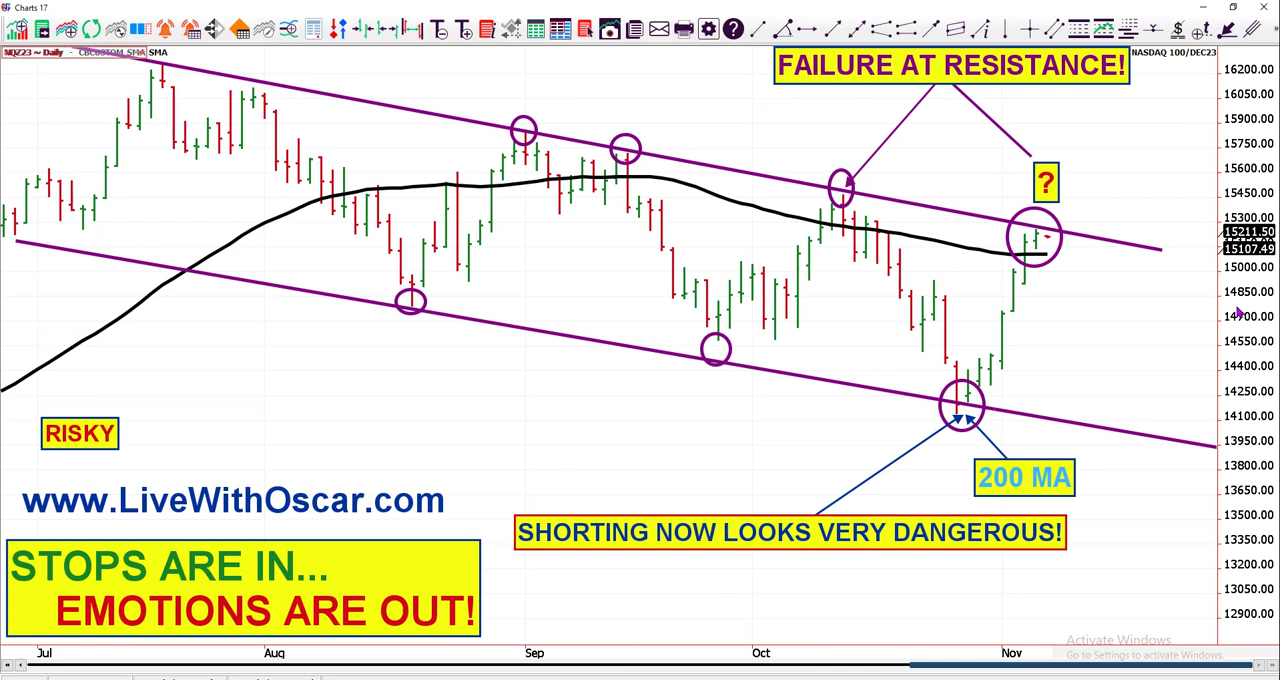 Charts 17
NQZ23 ~ Daily - CBCUSTOM_SMA SMA
NASDAQ 100/DEC23
FAILURE AT RESISTANCE!
?
16200.00
16050.00
15900.00
15750.00
15600.00
15450.00
15300.00
15211.50
15107.49
15000.00
14850.00
14700.00
14550.00
14400.00
14250.00
14100.00
13950.00
13800.00
13650.00
13500.00
13350.00
13200.00
13050.00
12900.00
RISKY
200 MA
www.LiveWithOscar.com
SHORTING NOW LOOKS VERY DANGEROUS!
STOPS ARE IN...
EMOTIONS ARE OUT!
Activate Windows
Go to Settings to activate Windows.
Jul Aug Sep Oct Nov